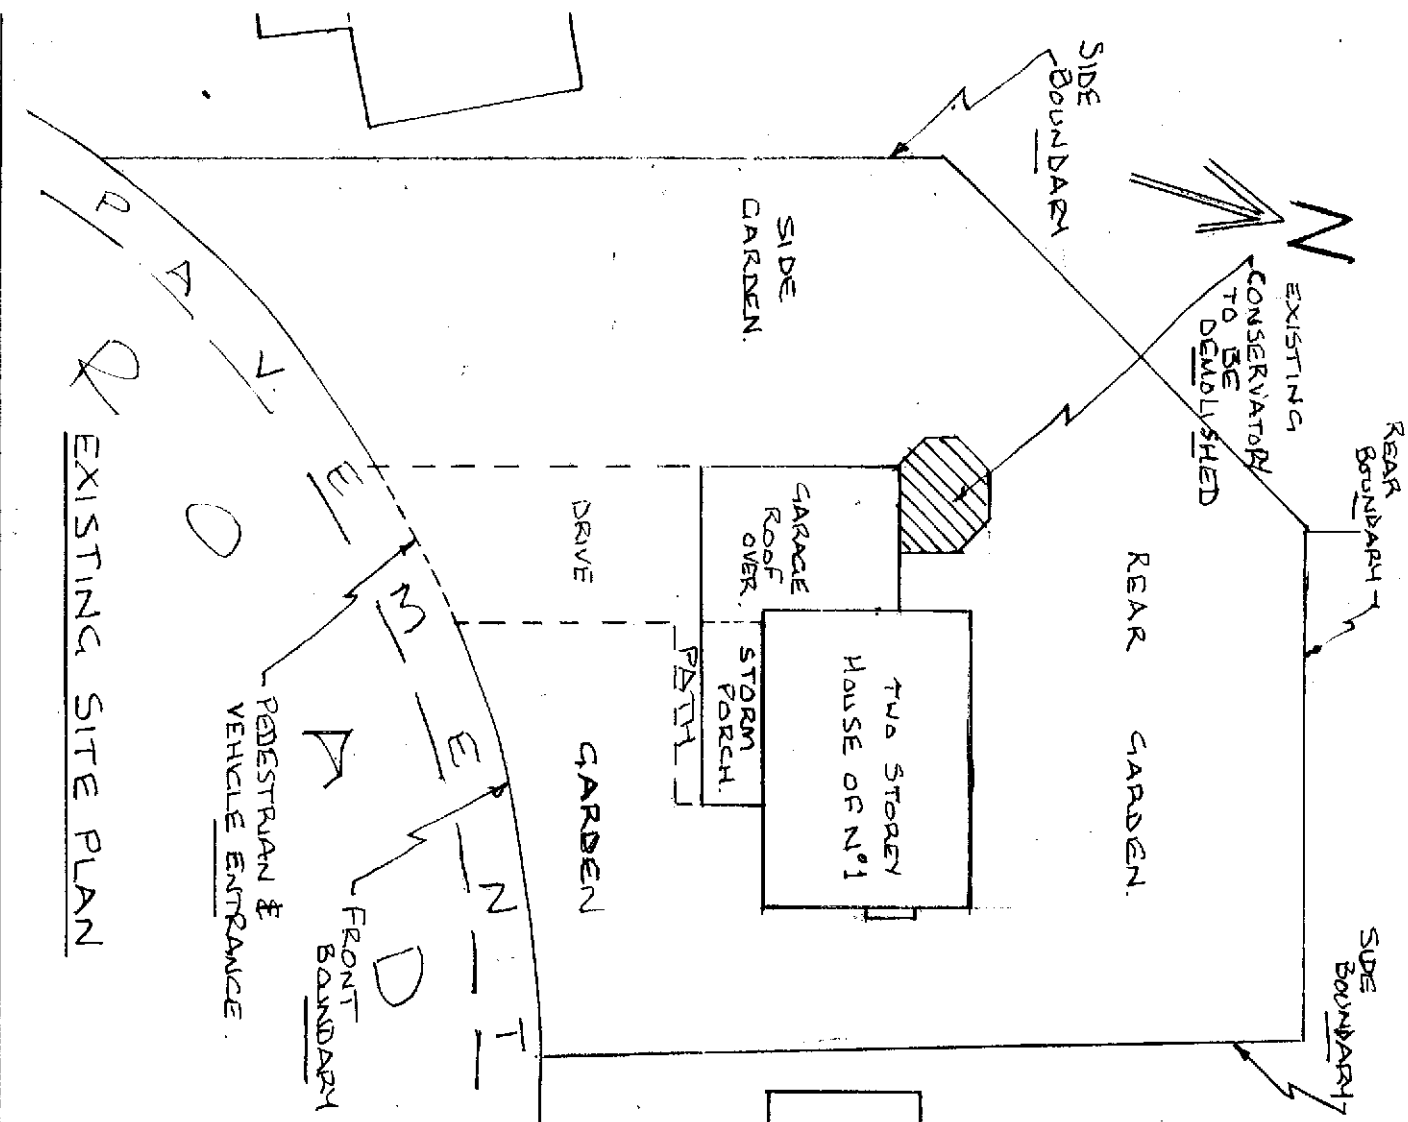 N
SIDE
BOUNDARY
EXISTING
CONSERVATORY
TO BE
DEMOLISHED
REAR
BOUNDARY
SIDE
BOUNDARY
SIDE
GARDEN.
REAR GARDEN.
GARAGE
ROOF
OVER.
TWO STOREY
HOUSE OF Nº1
STORM
PORCH.
PATH
DRIVE
GARDEN
PAVEMENT
ROAD
FRONT
BOUNDARY
PEDESTRIAN &
VEHICLE ENTRANCE.
EXISTING SITE PLAN